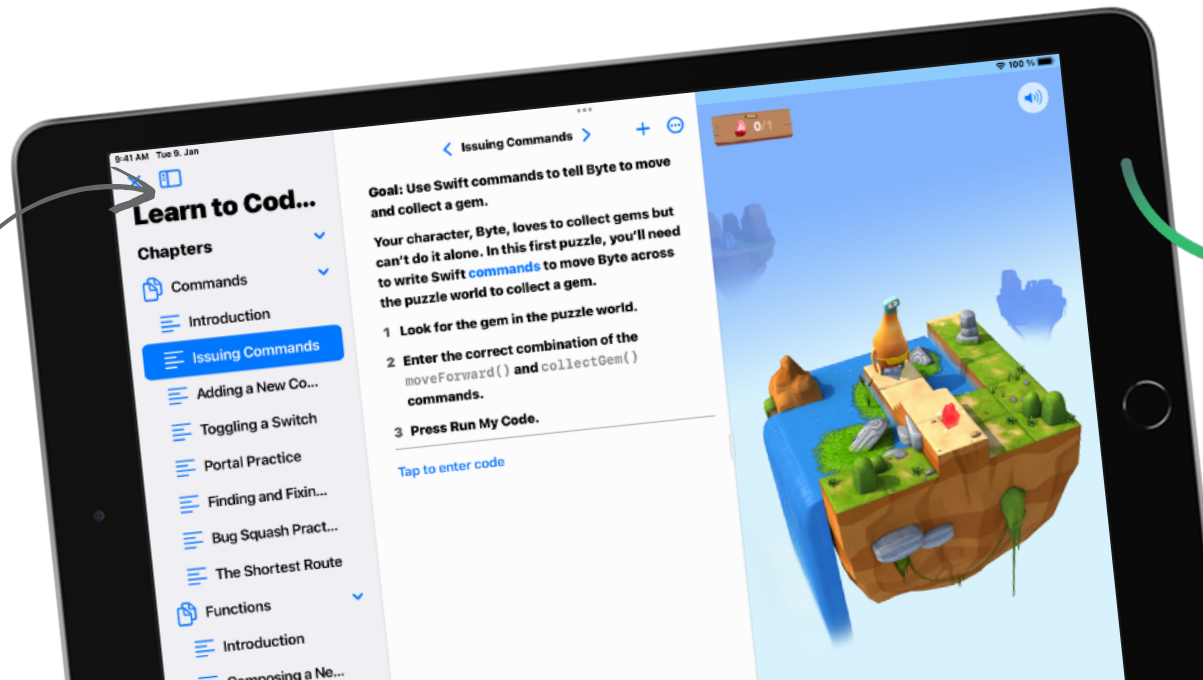 9:41 AM Tue 9. Jan
100 %
Learn to Cod...
Chapters
Commands
Introduction
Issuing Commands
Adding a New Co...
Toggling a Switch
Portal Practice
Finding and Fixin...
Bug Squash Pract...
The Shortest Route
Functions
Introduction
Composing a Ne...
Issuing Commands
Goal: Use Swift commands to tell Byte to move
and collect a gem.
Your character, Byte, loves to collect gems but
can't do it alone. In this first puzzle, you'll need
to write Swift commands to move Byte across
the puzzle world to collect a gem.
1 Look for the gem in the puzzle world.
2 Enter the correct combination of the
moveForward() and collectGem()
commands.
3 Press Run My Code.
Tap to enter code
0/1